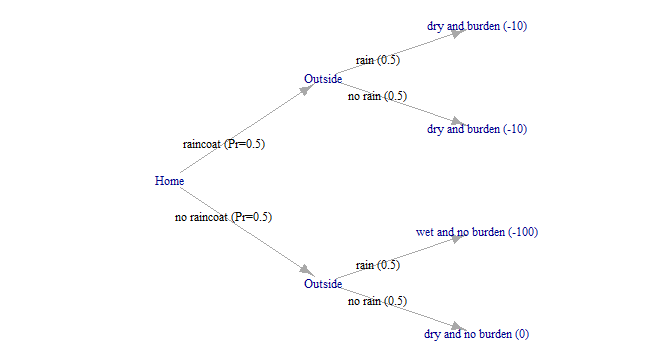 dry and burden (-10)
rain (0.5)
Outside
no rain (0.5)
dry and burden (-10)
raincoat (Pr=0.5)
Home
no raincoat (Pr=0.5)
wet and no burden (-100)
rain (0.5)
Outside
no rain (0.5)
dry and no burden (0)